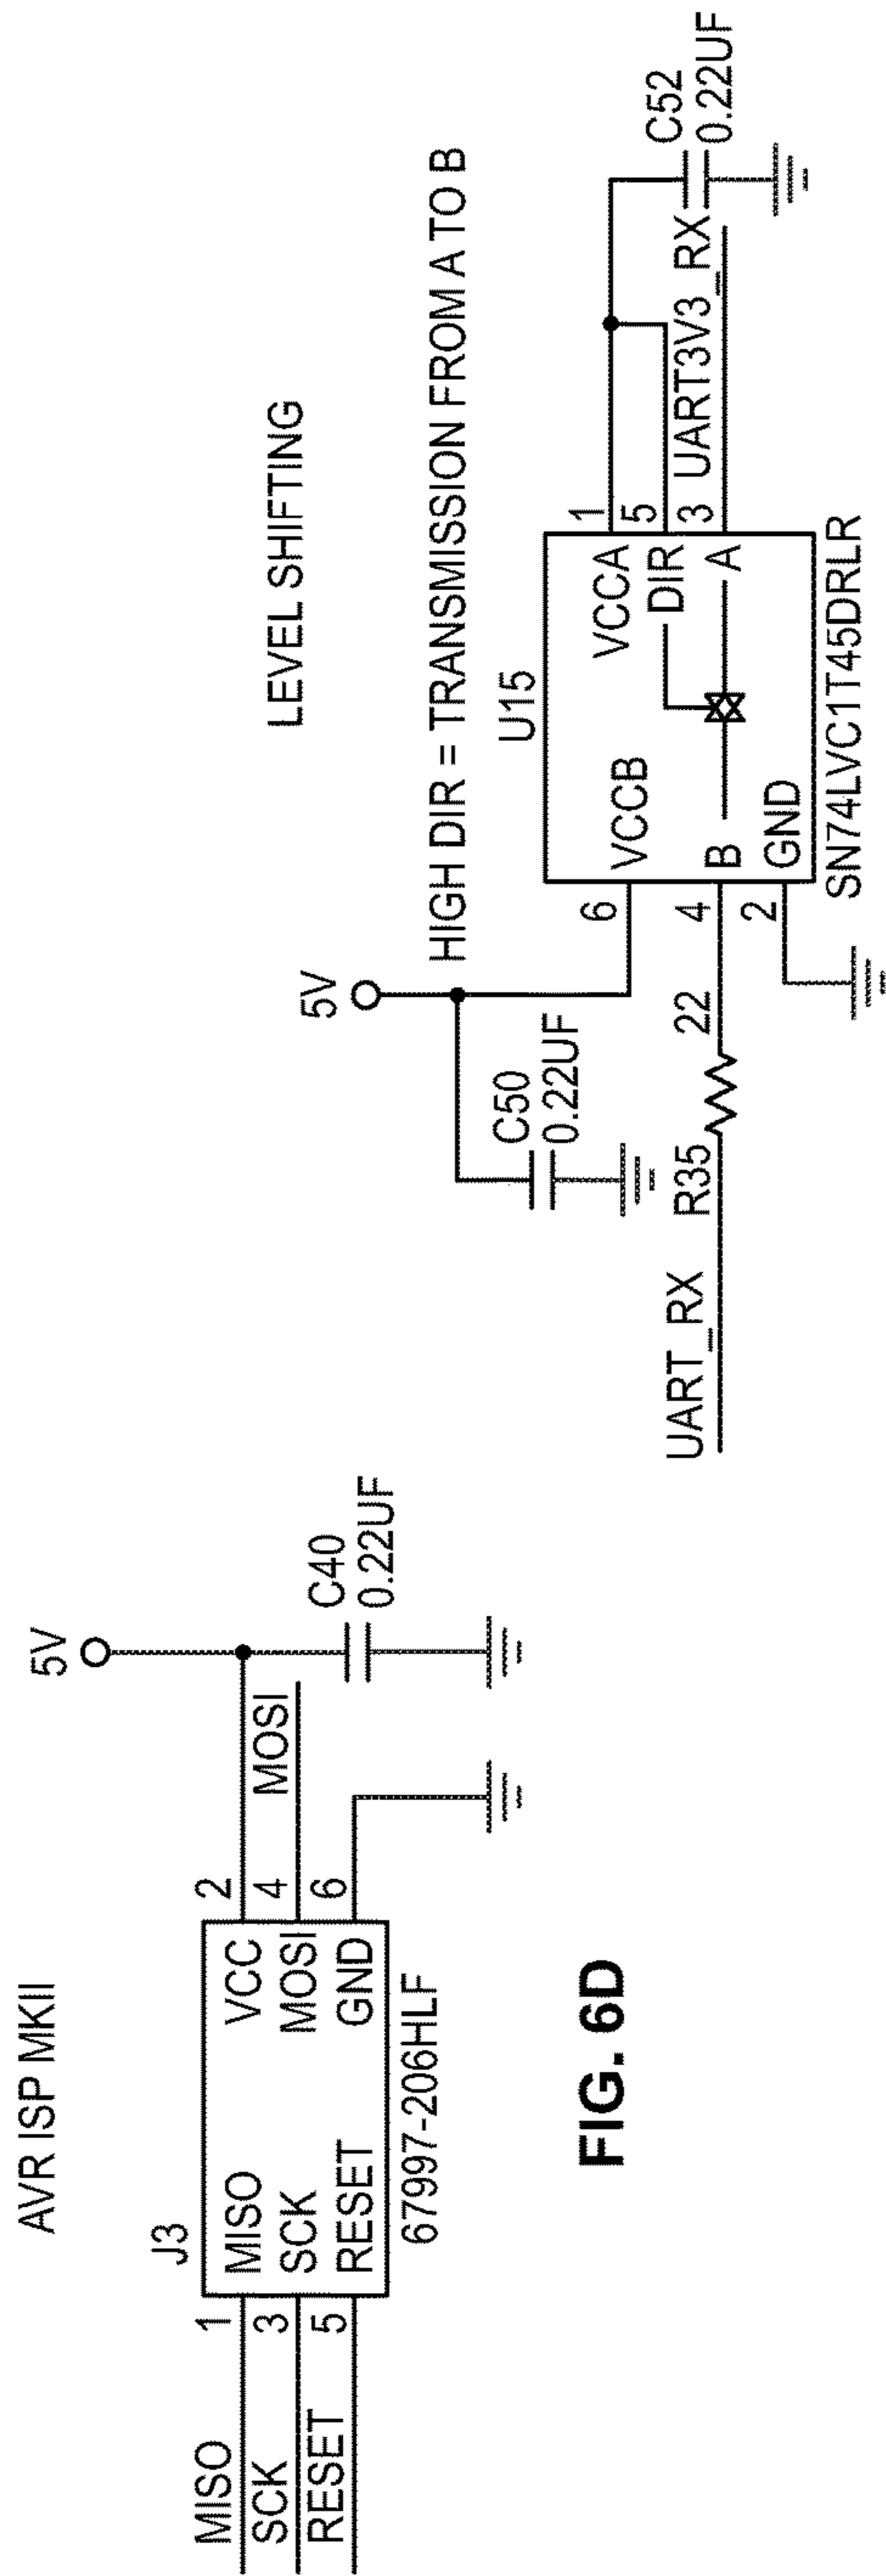 AVR ISP MKII
J3
MISO 1 MISO VCC 2
SCK 3 SCK MOSI 4 MOSI
RESET 5 RESET GND 6
67997-206HLF
5V
C40
0.22UF
LEVEL SHIFTING
HIGH DIR = TRANSMISSION FROM A TO B
5V
C50
0.22UF
U15
6 VCCB VCCA 1
DIR 5
UART_RX R35 22 4 B A 3 UART3V3_RX
2 GND
SN74LVC1T45DRLR
C52
0.22UF
FIG. 6D